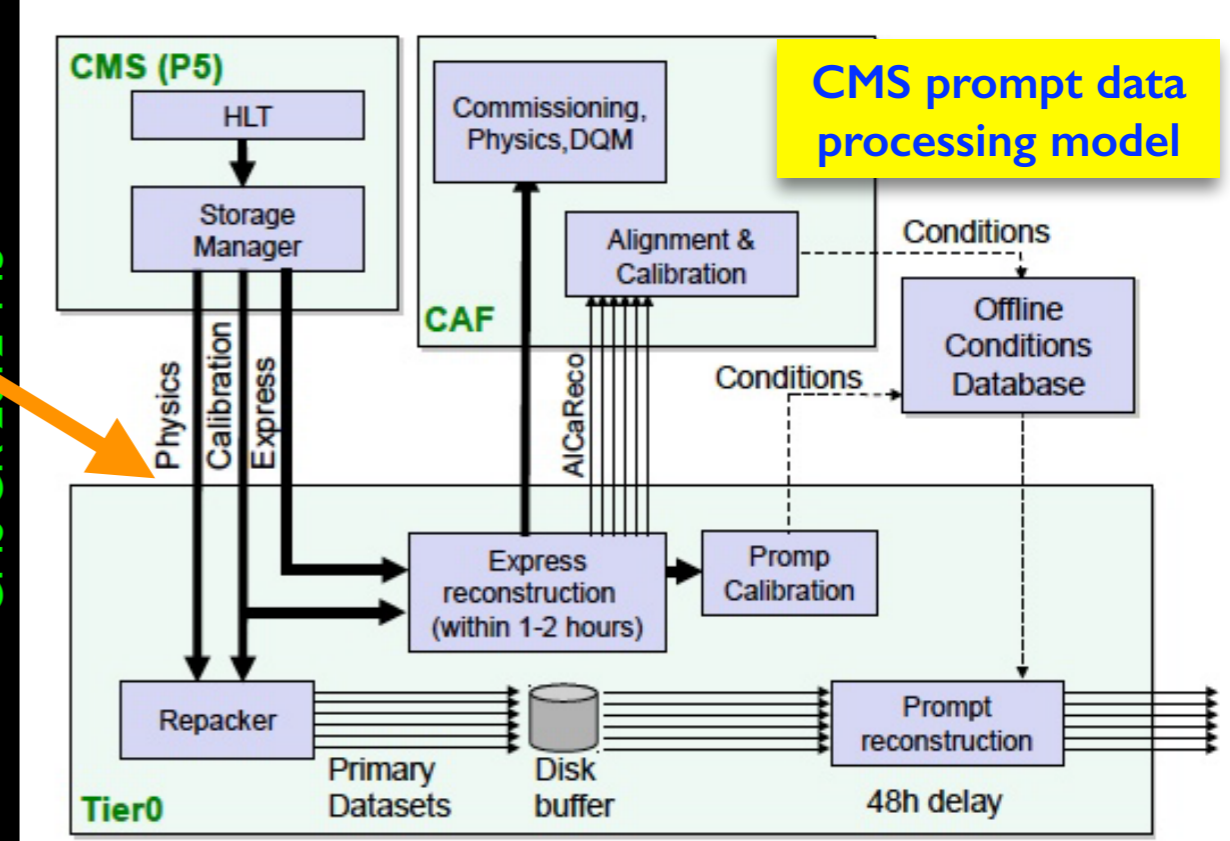 CMS prompt data
processing model
CMS (P5)
HLT
Storage
Manager
Commissioning,
Physics,DQM
Alignment &
Calibration
CAF
Conditions
Offline
Conditions
Database
Conditions
Physics
Calibration
Express
AlCaReco
Express
reconstruction
(within 1-2 hours)
Promp
Calibration
Repacker
Primary
Datasets
Disk
buffer
Prompt
reconstruction
48h delay
Tier0